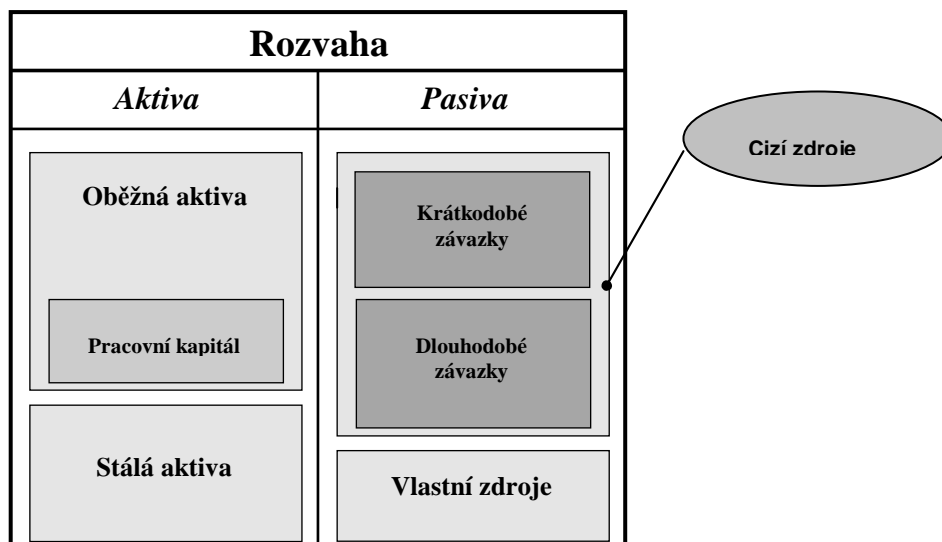 Rozvaha
Aktiva
Pasiva
Oběžná aktiva
Pracovní kapitál
Stálá aktiva
Krátkodobé
závazky
Dlouhodobé
závazky
Vlastní zdroje
Cizí zdroje